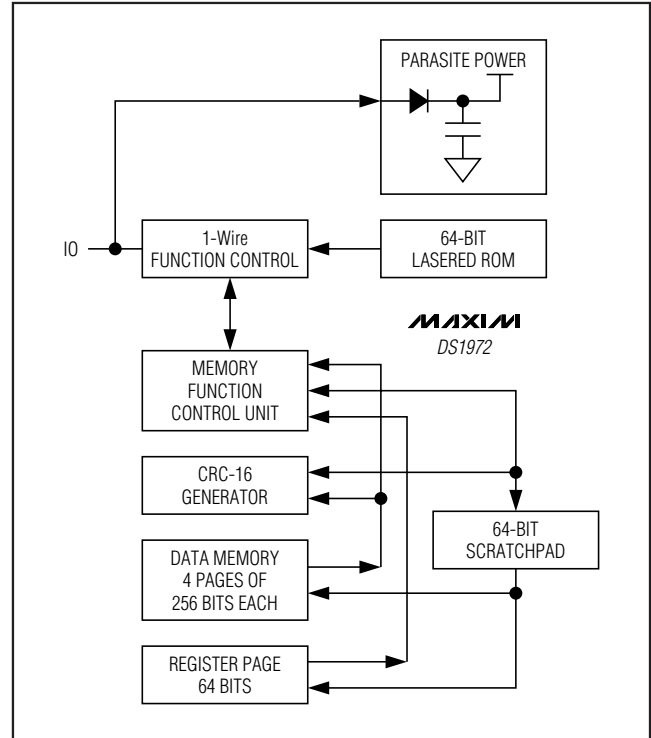 PARASITE POWER
IO
1-Wire
FUNCTION CONTROL
64-BIT
LASERED ROM
MAXIM
DS1972
MEMORY
FUNCTION
CONTROL UNIT
CRC-16
GENERATOR
64-BIT
SCRATCHPAD
DATA MEMORY
4 PAGES OF
256 BITS EACH
REGISTER PAGE
64 BITS